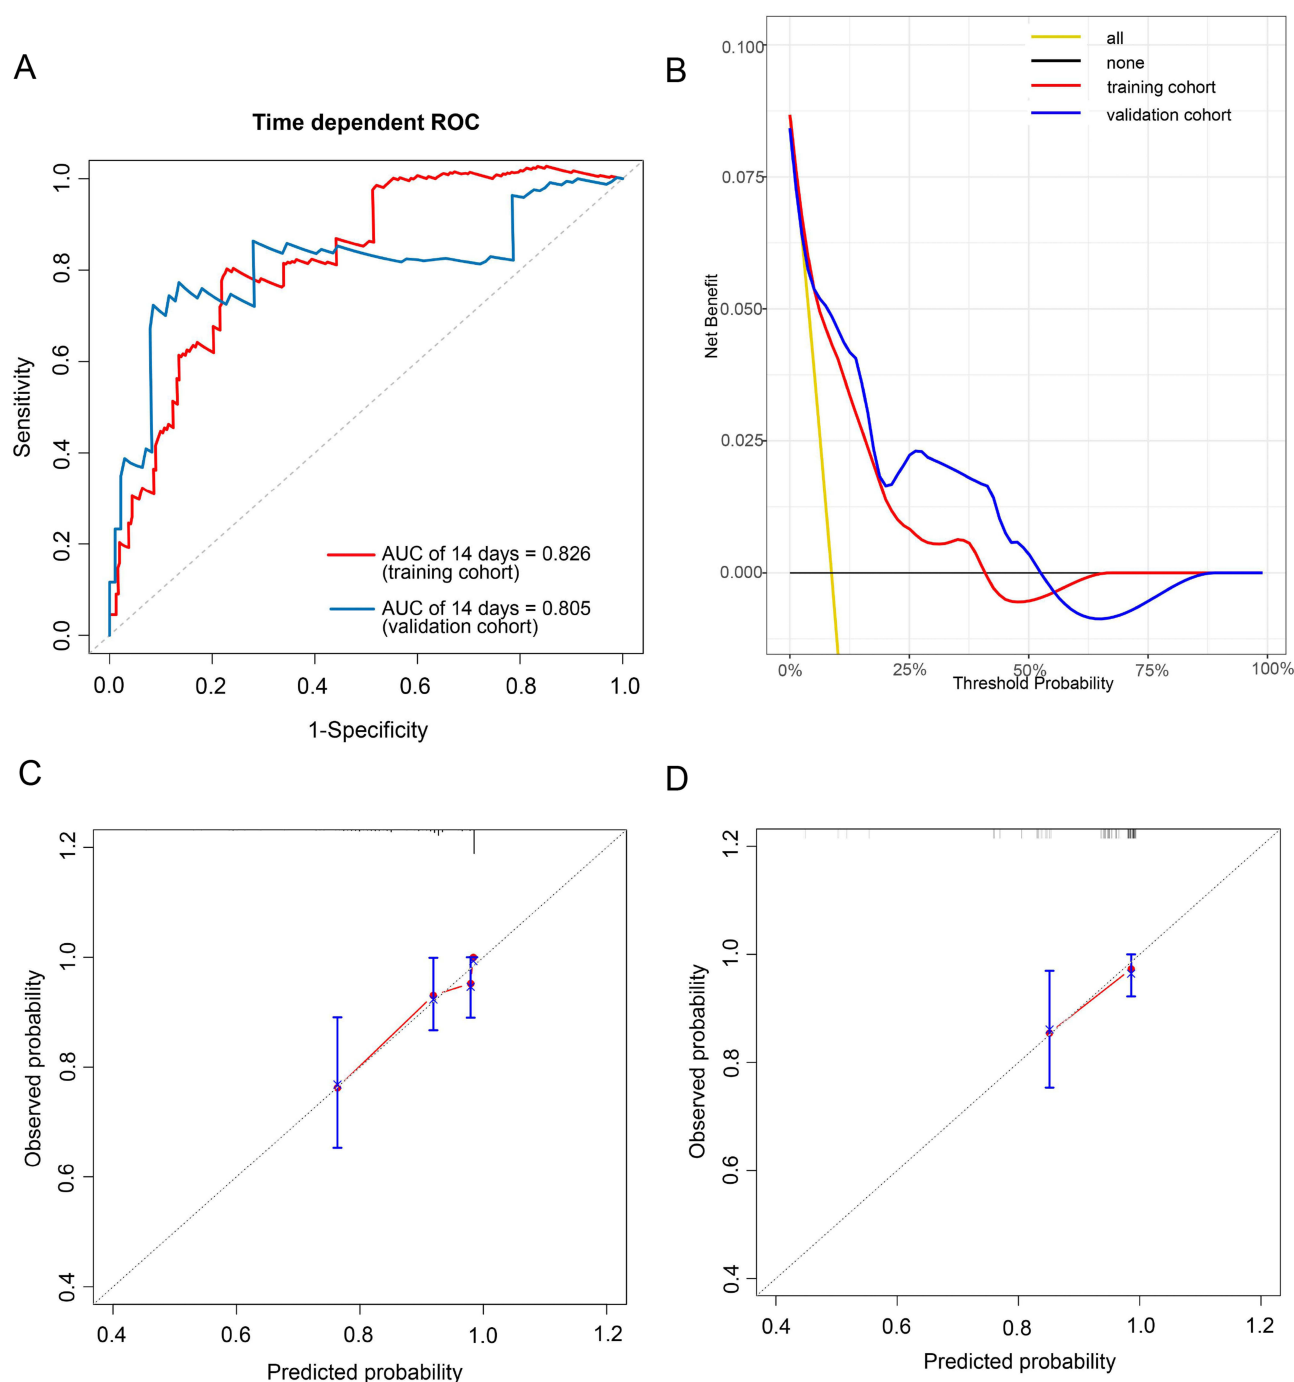 A
Time dependent ROC
Sensitivity
1.0
0.8
0.6
0.4
0.2
0.0
AUC of 14 days = 0.826
(training cohort)
AUC of 14 days = 0.805
(validation cohort)
0.0 0.2 0.4 0.6 0.8 1.0
1-Specificity
B
all
none
training cohort
validation cohort
Net Benefit
0.100
0.075
0.050
0.025
0.000
0% 25% 50% 75% 100%
Threshold Probability
C
Observed probability
1.2
1.0
0.8
0.6
0.4
0.4 0.6 0.8 1.0 1.2
Predicted probability
D
Observed probability
1.2
1.0
0.8
0.6
0.4
0.4 0.6 0.8 1.0 1.2
Predicted probability